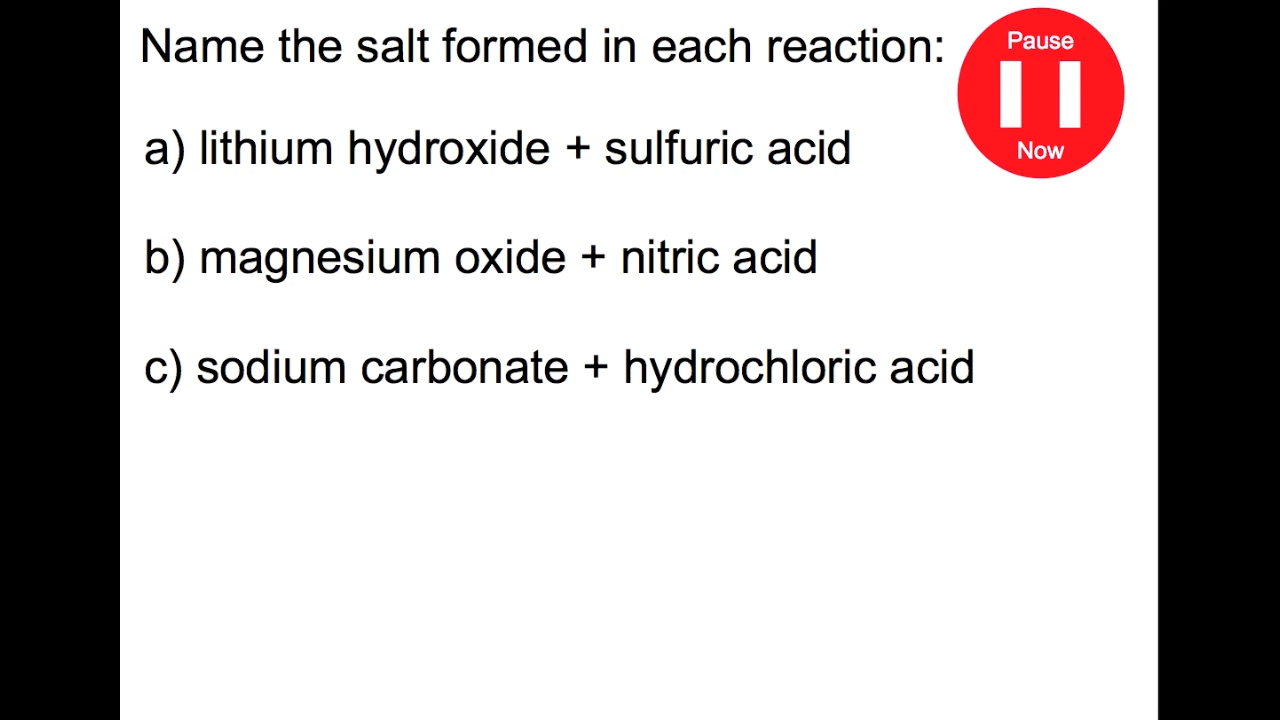 Name the salt formed in each reaction:
Pause
Now
a) lithium hydroxide + sulfuric acid
b) magnesium oxide + nitric acid
c) sodium carbonate + hydrochloric acid